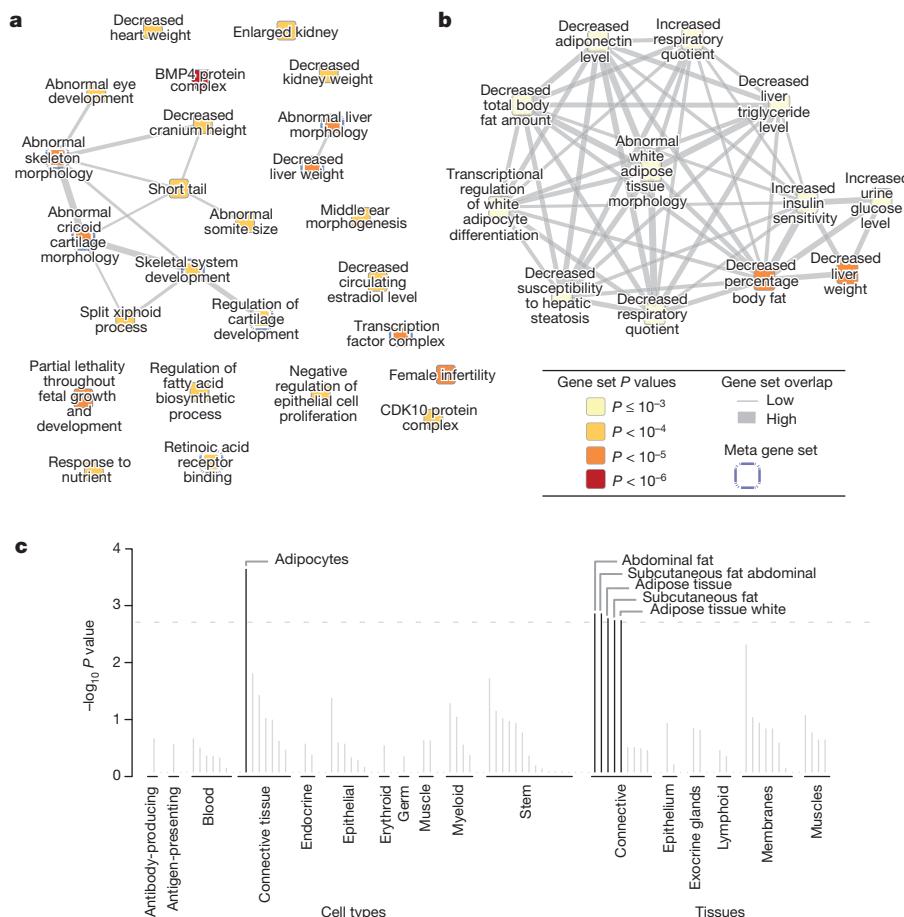 a
Decreased
heart weight
Enlarged kidney
BMP4 protein
complex
Decreased
kidney weight
Abnormal eye
development
Decreased
cranium height
Abnormal liver
morphology
Abnormal
skeleton
morphology
Decreased
liver weight
Short tail
Abnormal
cricoid
cartilage
morphology
Abnormal
somite size
Middle ear
morphogenesis
Skeletal system
development
Decreased
circulating
estradiol level
Split xiphoid
process
Regulation of
cartilage
development
Transcription
factor complex
Partial lethality
throughout
fetal growth
and
development
Regulation of
fatty acid
biosynthetic
process
Negative
regulation of
epithelial cell
proliferation
Female infertility
CDK10 protein
complex
Response to
nutrient
Retinoic acid
receptor
binding
b
Decreased
adiponectin
level
Increased
respiratory
quotient
Decreased
total body
fat amount
Decreased
liver
triglyceride
level
Abnormal
white
adipose
tissue
morphology
Transcriptional
regulation
of white
adipocyte
differentiation
Increased
insulin
sensitivity
Increased
urine
glucose
level
Decreased
susceptibility
to hepatic
steatosis
Decreased
respiratory
quotient
Decreased
percentage
body fat
Decreased
liver
weight
Gene set P values
P ≤ 10⁻³
P < 10⁻⁴
P < 10⁻⁵
P < 10⁻⁶
Gene set overlap
Low
High
Meta gene set
c
–log₁₀ P value
4
3
2
1
0
Adipocytes
Abdominal fat
Subcutaneous fat abdominal
Adipose tissue
Subcutaneous fat
Adipose tissue white
Antibody-producing
Antigen-presenting
Blood
Connective tissue
Endocrine
Epithelial
Erythroid
Germ
Muscle
Myeloid
Stem
Connective
Epithelium
Exocrine glands
Lymphoid
Membranes
Muscles
Cell types
Tissues